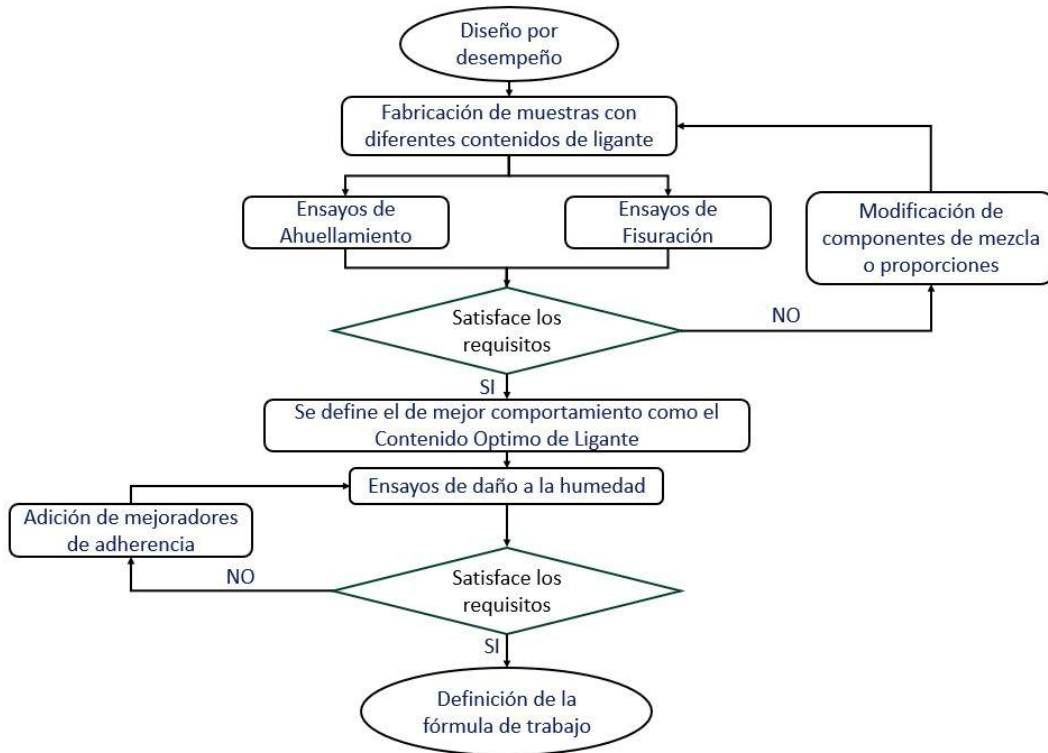 Diseño por
desempeño
Fabricación de muestras con
diferentes contenidos de ligante
Ensayos de
Ahuellamiento
Ensayos de
Fisuración
Modificación de
componentes de mezcla
o proporciones
Satisface los
requisitos
NO
SI
Se define el de mejor comportamiento como el
Contenido Optimo de Ligante
Ensayos de daño a la humedad
Adición de mejoradores
de adherencia
NO
Satisface los
requisitos
SI
Definición de la
fórmula de trabajo